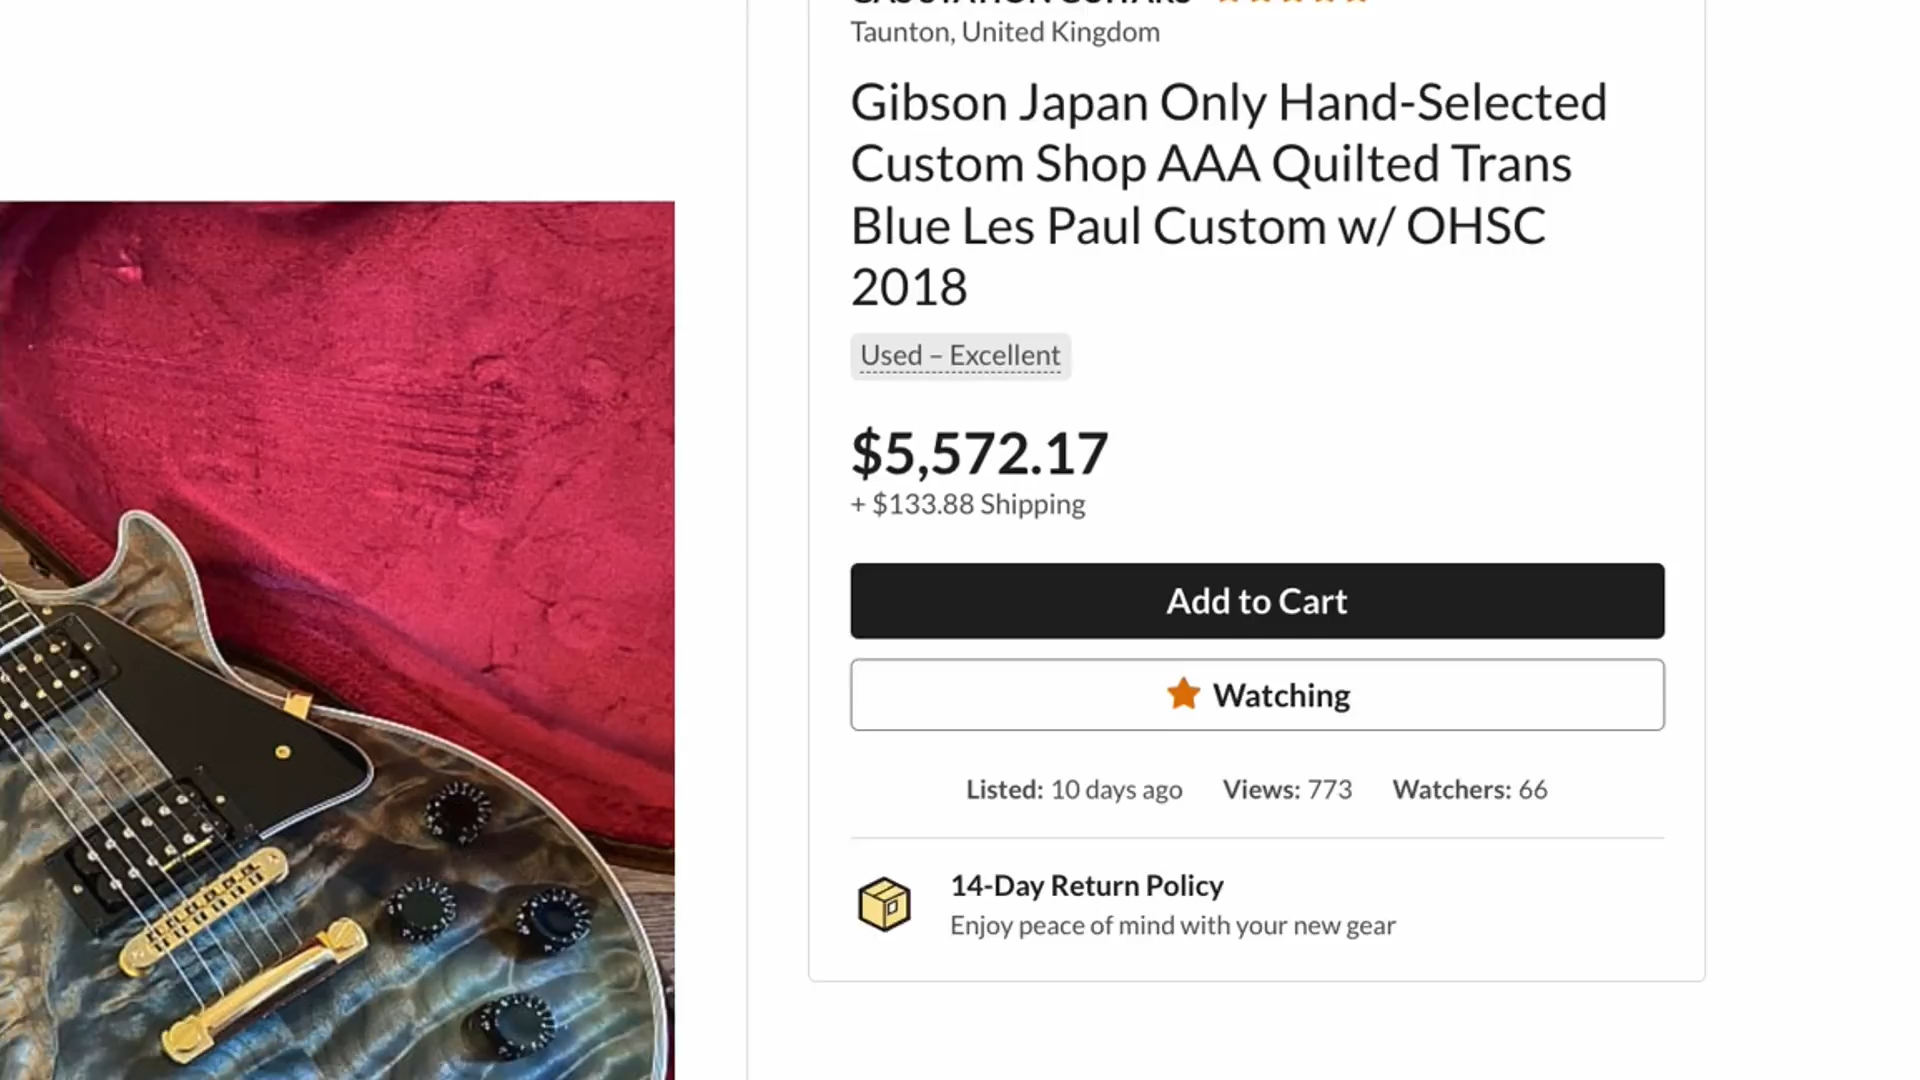 Taunton, United Kingdom
Gibson Japan Only Hand-Selected
Custom Shop AAA Quilted Trans
Blue Les Paul Custom w/ OHSC
2018
Used – Excellent
$5,572.17
+ $133.88 Shipping
Add to Cart
Watching
Listed: 10 days ago Views: 773 Watchers: 66
14-Day Return Policy
Enjoy peace of mind with your new gear